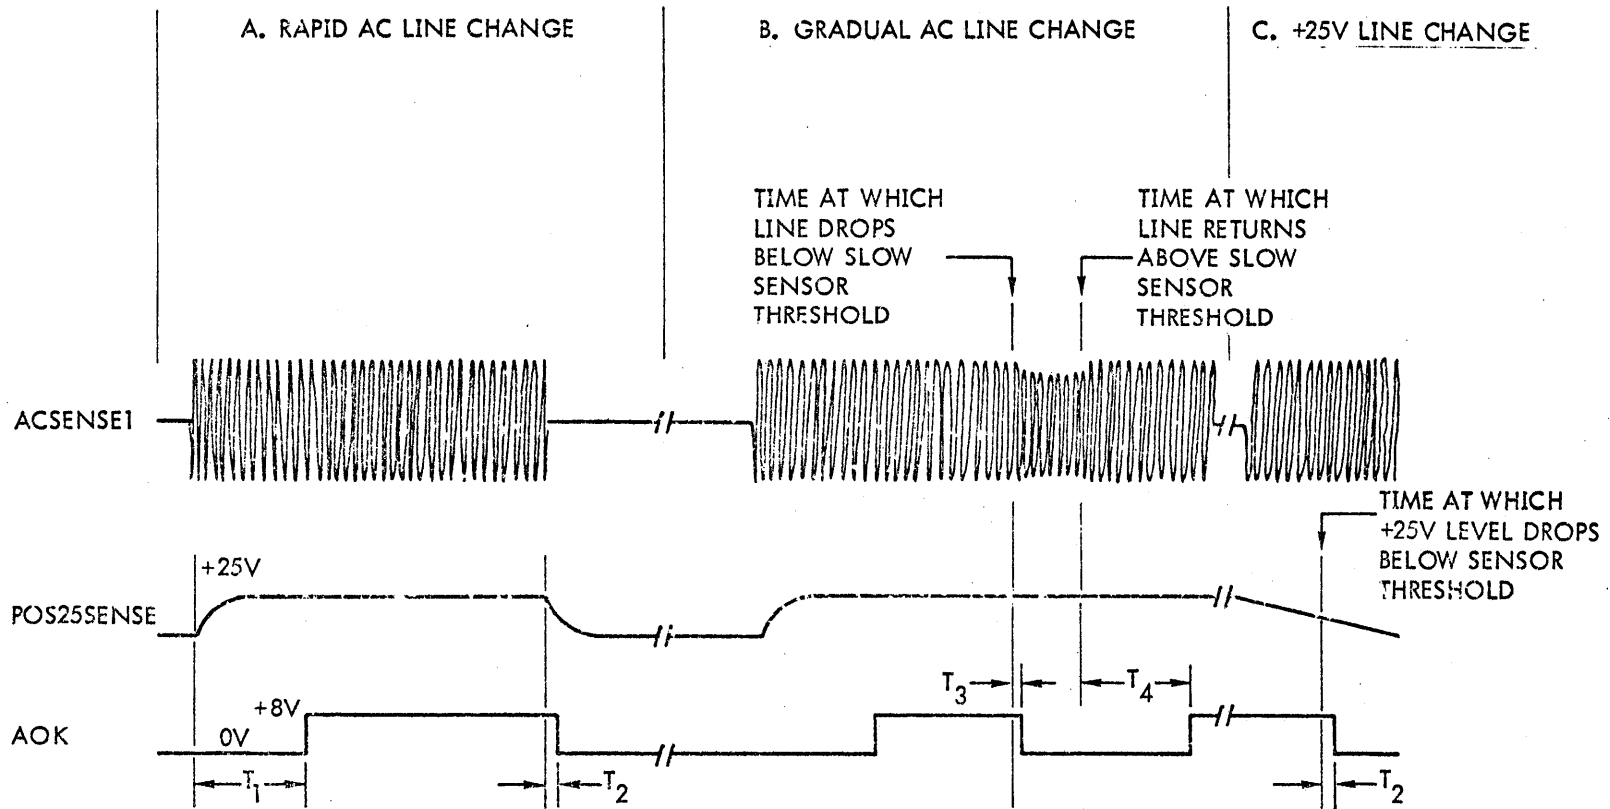 A. RAPID AC LINE CHANGE
B. GRADUAL AC LINE CHANGE
C. +25V LINE CHANGE
TIME AT WHICH
LINE DROPS
BELOW SLOW
SENSOR
THRESHOLD
TIME AT WHICH
LINE RETURNS
ABOVE SLOW
SENSOR
THRESHOLD
ACSENSE1
TIME AT WHICH
+25V LEVEL DROPS
BELOW SENSOR
THRESHOLD
+25V
POS25SENSE
T3
T4
+8V
AOK
0V
T1
T2
T2